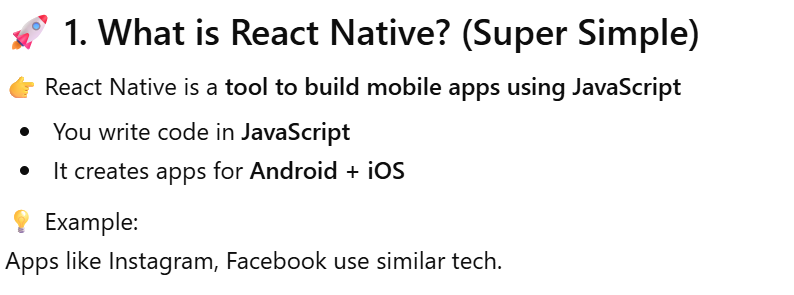 🚀 1. What is React Native? (Super Simple)
👉 React Native is a tool to build mobile apps using JavaScript
• You write code in JavaScript
• It creates apps for Android + iOS
💡 Example:
Apps like Instagram, Facebook use similar tech.